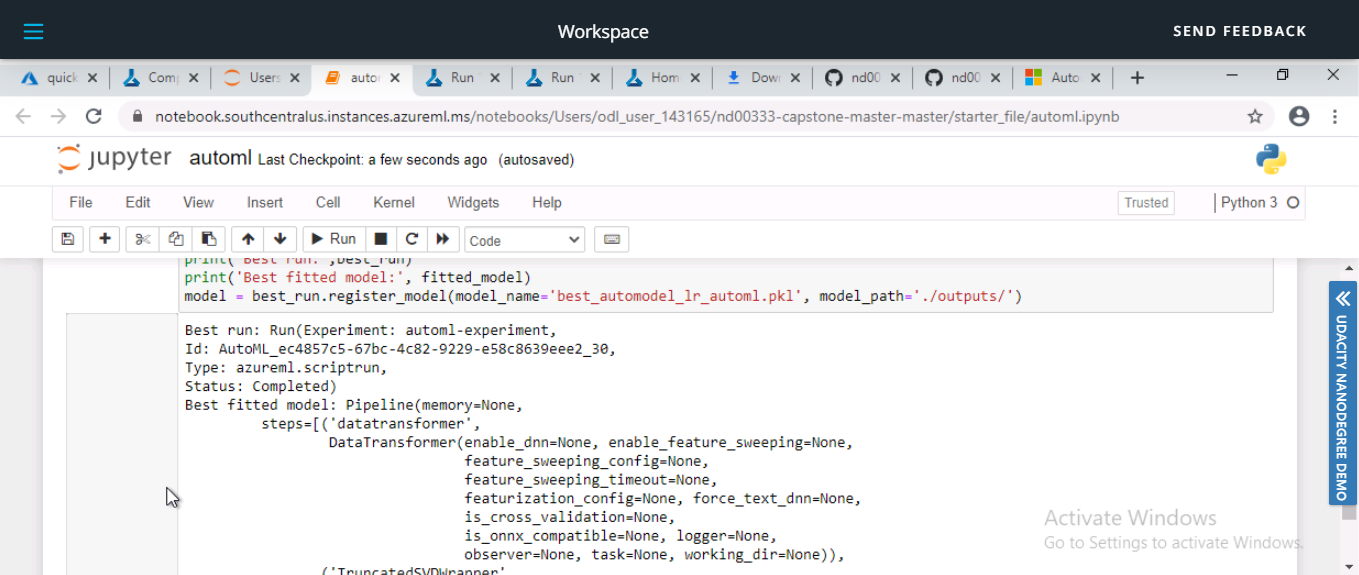 Workspace
SEND FEEDBACK
quick
Comp
Users
autor
Run
Run
Hom
Down
nd00
nd00
Auto
notebook.southcentralus.instances.azureml.ms/notebooks/Users/odl_user_143165/nd00333-capstone-master-master/starter_file/automl.ipynb
jupyter automl Last Checkpoint: a few seconds ago (autosaved)
File Edit View Insert Cell Kernel Widgets Help
Trusted
Python 3
Run
Code
print('Best run: ',best_run)
print('Best fitted model:', fitted_model)
model = best_run.register_model(model_name='best_automodel_lr_automl.pkl', model_path='./outputs/')
Best run: Run(Experiment: automl-experiment,
Id: AutoML_ec4857c5-67bc-4c82-9229-e58c8639eee2_30,
Type: azureml.scriptrun,
Status: Completed)
Best fitted model: Pipeline(memory=None,
steps=[('datatransformer',
DataTransformer(enable_dnn=None, enable_feature_sweeping=None,
feature_sweeping_config=None,
feature_sweeping_timeout=None,
featurization_config=None, force_text_dnn=None,
is_cross_validation=None,
is_onnx_compatible=None, logger=None,
observer=None, task=None, working_dir=None)),
('TruncatedSVDWrapper',
UDACITY NANODEGREE DEMO
Activate Windows
Go to Settings to activate Windows.